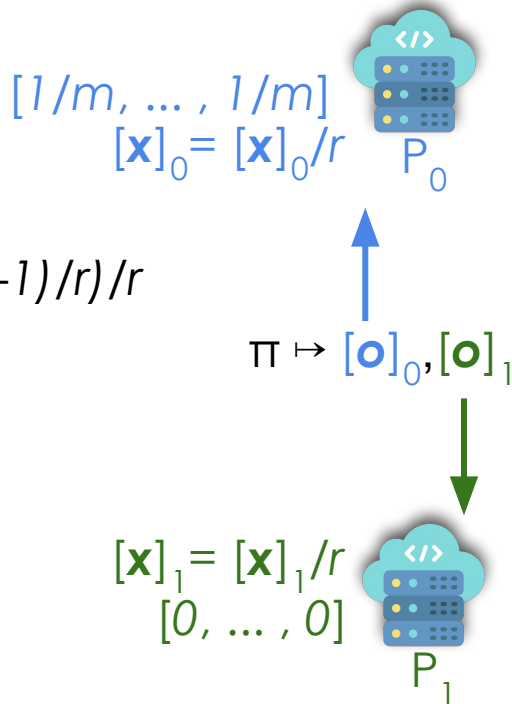 </>
[1/m, ... , 1/m]
[x]₀= [x]₀/r
P₀
-1)/r)/r
π ↦ [o]₀,[o]₁
[x]₁= [x]₁/r
</>
[0, ... , 0]
P₁